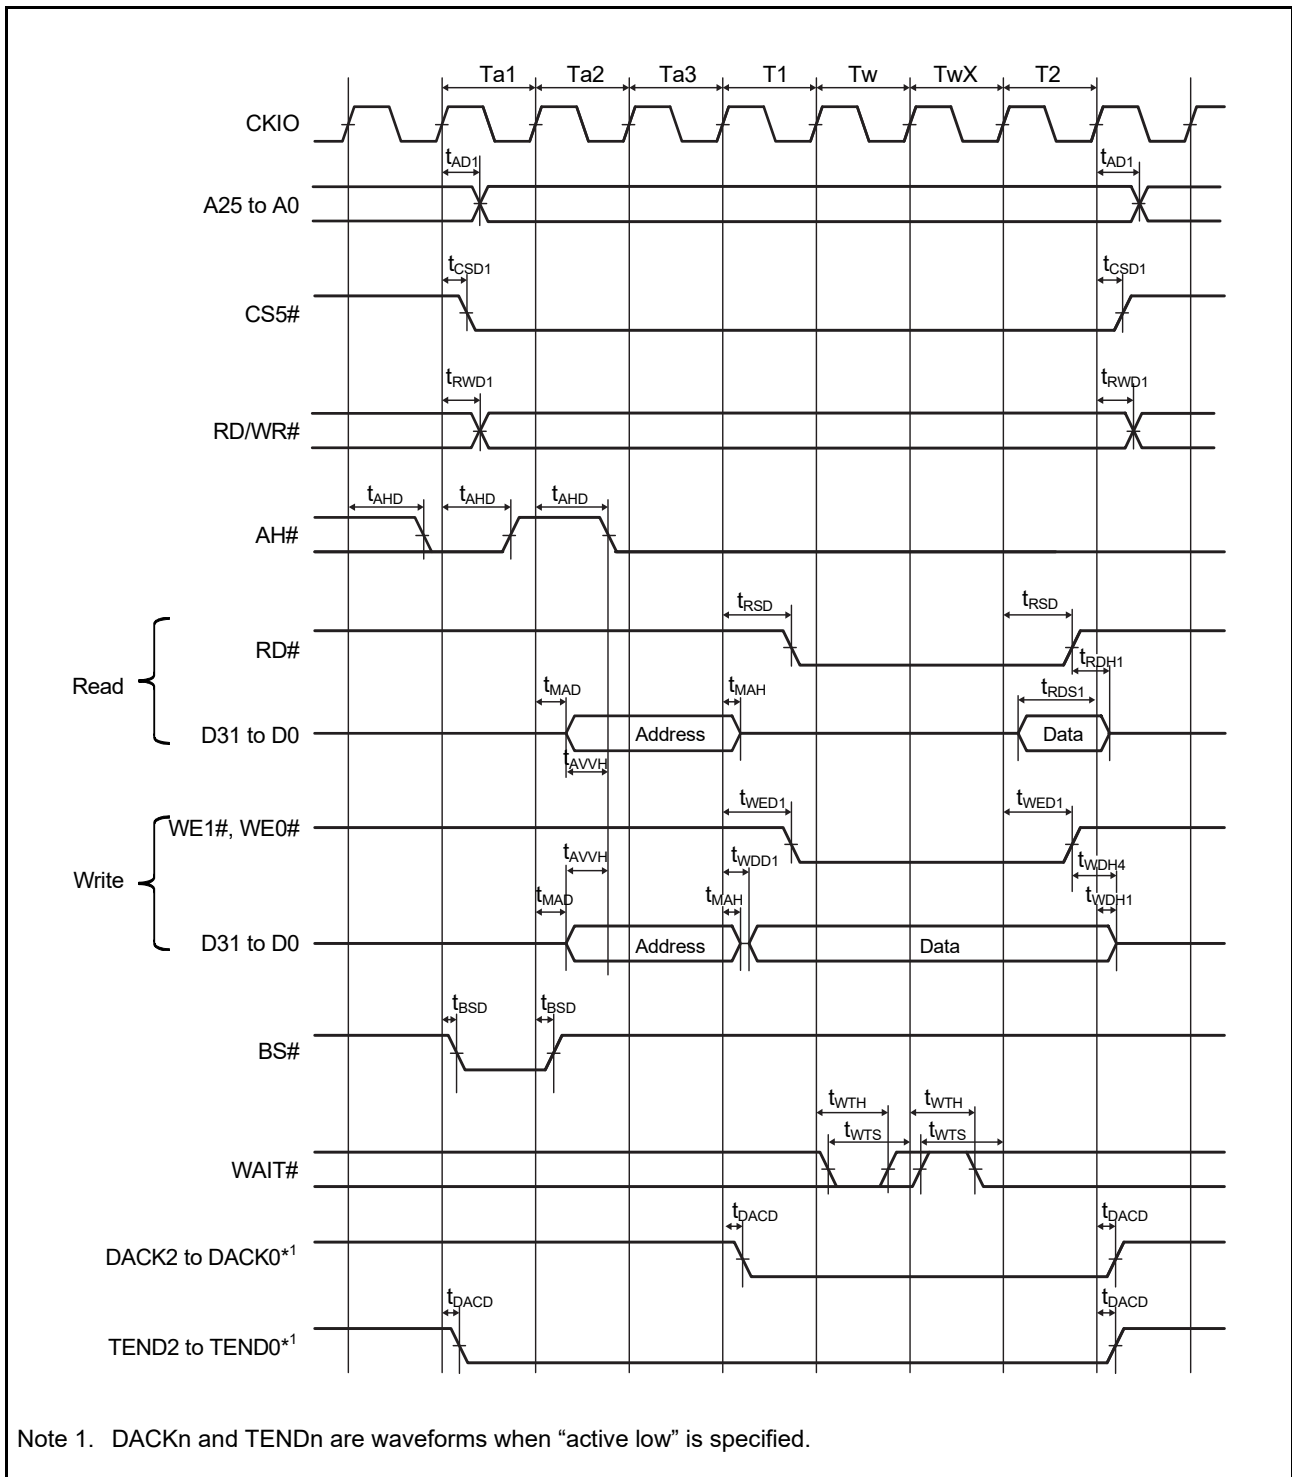 Ta1 Ta2 Ta3 T1 Tw TwX T2
CKIO
tAD1 tAD1
A25 to A0
tCSD1 tCSD1
CS5#
tRWD1 tRWD1
RD/WR#
tAHD tAHD tAHD
AH#
tRSD tRSD
RD#
tRDH1
Read
tMAD tMAH tRDS1
D31 to D0 Address Data
tAVVH
tWED1 tWED1
WE1#, WE0#
tAVVH tWDD1 tWDH4
Write
tMAD tMAH tWDH1
D31 to D0 Address Data
tBSD tBSD
BS#
tWTH tWTH
tWTS tWTS
WAIT#
tDACD tDACD
DACK2 to DACK0*1
tDACD tDACD
TEND2 to TEND0*1
Note 1. DACKn and TENDn are waveforms when “active low” is specified.